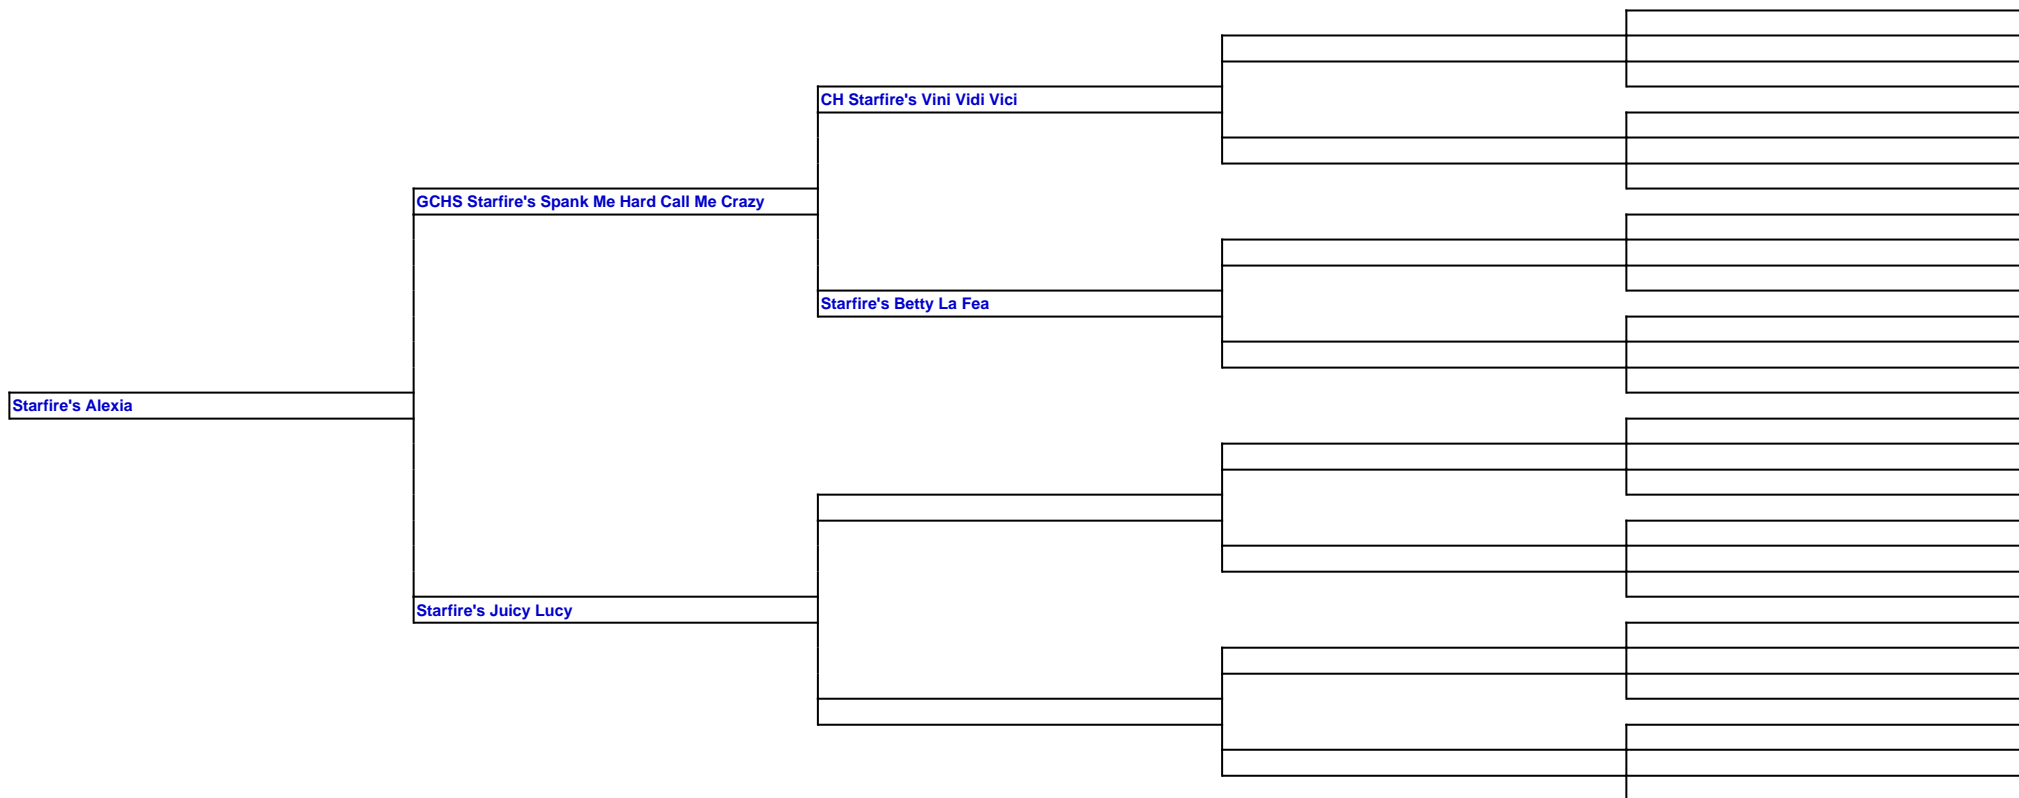 CH Starfire's Vini Vidi Vici
GCHS Starfire's Spank Me Hard Call Me Crazy
Starfire's Betty La Fea
Starfire's Alexia
Starfire's Juicy Lucy